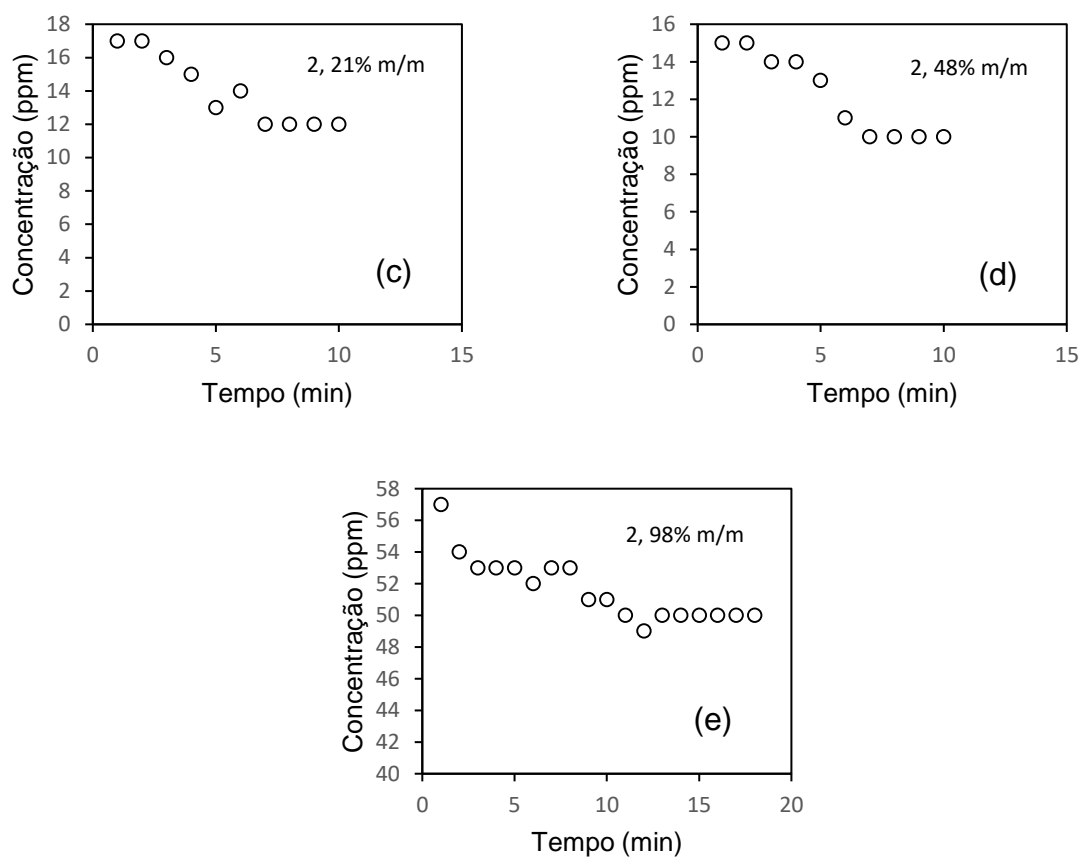 18
16
14
12
10
8
6
4
2
0
Concentração (ppm)
2, 21% m/m
(c)
0 5 10 15
Tempo (min)
16
14
12
10
8
6
4
2
0
Concentração (ppm)
2, 48% m/m
(d)
0 5 10 15
Tempo (min)
58
56
54
52
50
48
46
44
42
40
Concentração (ppm)
2, 98% m/m
(e)
0 5 10 15 20
Tempo (min)